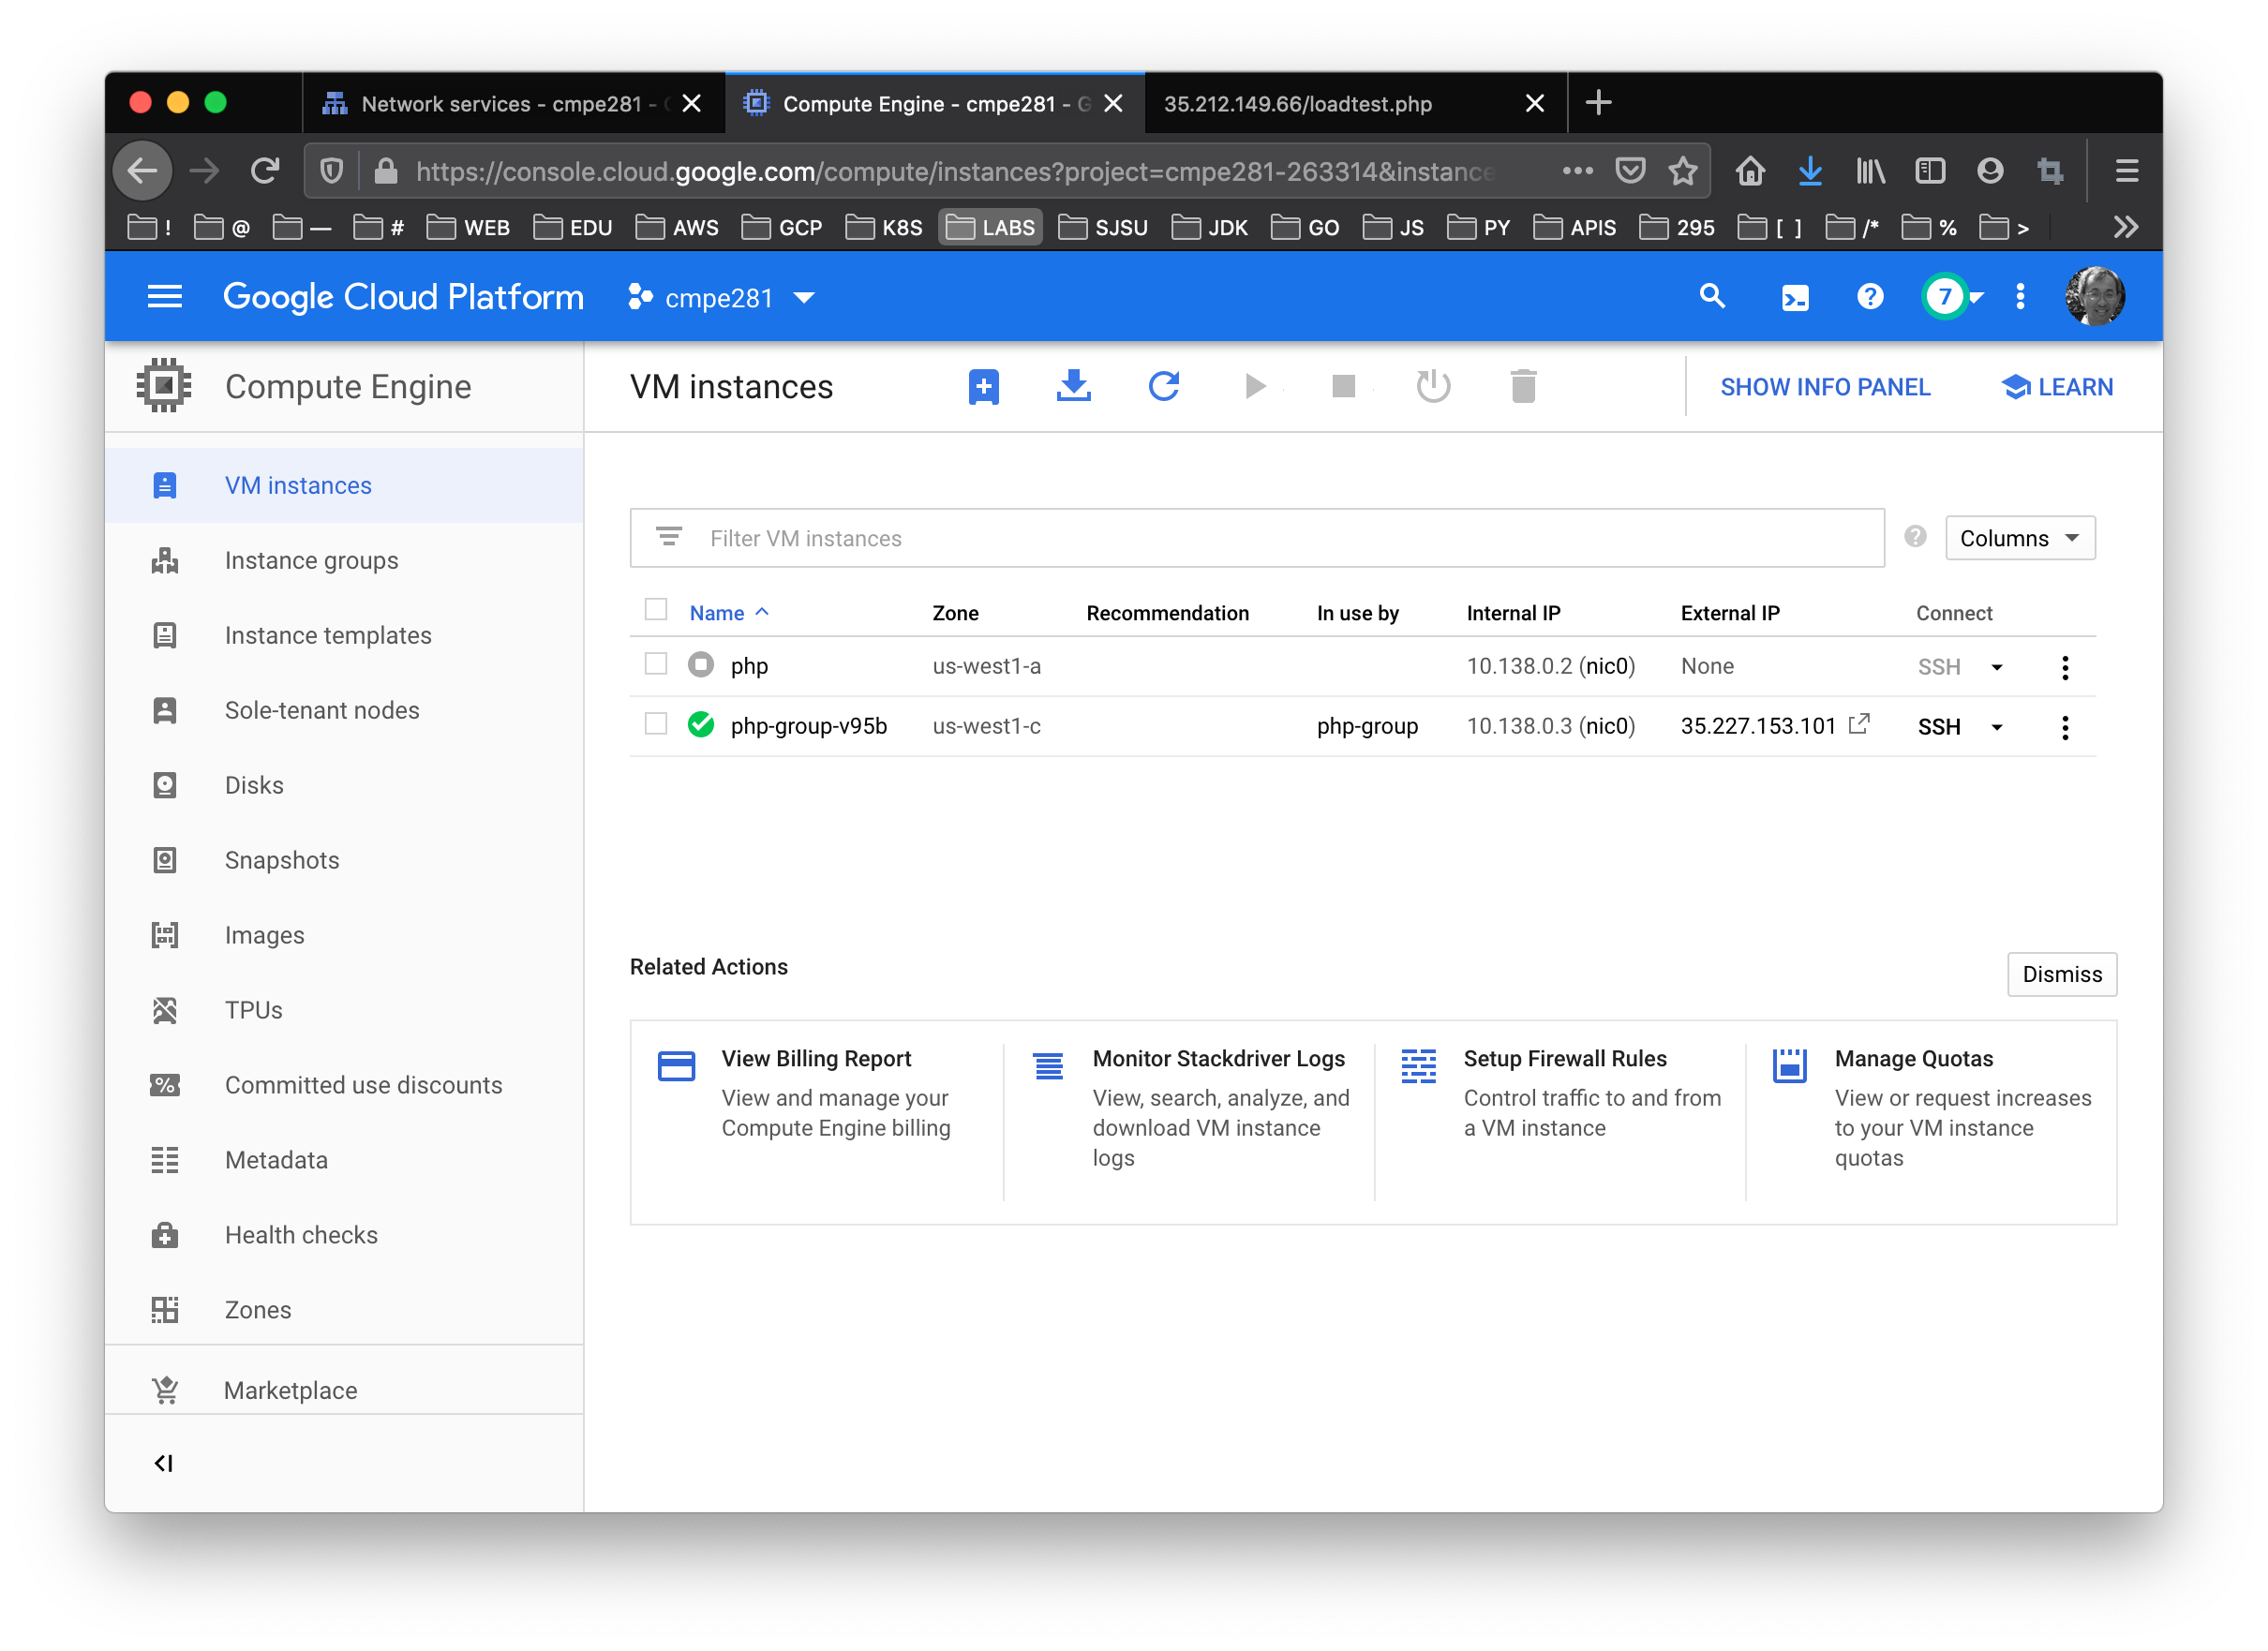 Network services - cmpe281 -
Compute Engine - cmpe281 - G
35.212.149.66/loadtest.php
https://console.cloud.google.com/compute/instances?project=cmpe281-263314&instance
! @ — # WEB EDU AWS GCP K8S LABS SJSU JDK GO JS PY APIS 295 [ ] /* % >
Google Cloud Platform cmpe281 7
Compute Engine
VM instances
SHOW INFO PANEL
LEARN
VM instances
Instance groups
Instance templates
Sole-tenant nodes
Disks
Snapshots
Images
TPUs
Committed use discounts
Metadata
Health checks
Zones
Marketplace
Filter VM instances
Columns
Name Zone Recommendation In use by Internal IP External IP Connect
php us-west1-a 10.138.0.2 (nic0) None SSH
php-group-v95b us-west1-c php-group 10.138.0.3 (nic0) 35.227.153.101 SSH
Related Actions
Dismiss
View Billing Report
View and manage your
Compute Engine billing
Monitor Stackdriver Logs
View, search, analyze, and
download VM instance
logs
Setup Firewall Rules
Control traffic to and from
a VM instance
Manage Quotas
View or request increases
to your VM instance
quotas